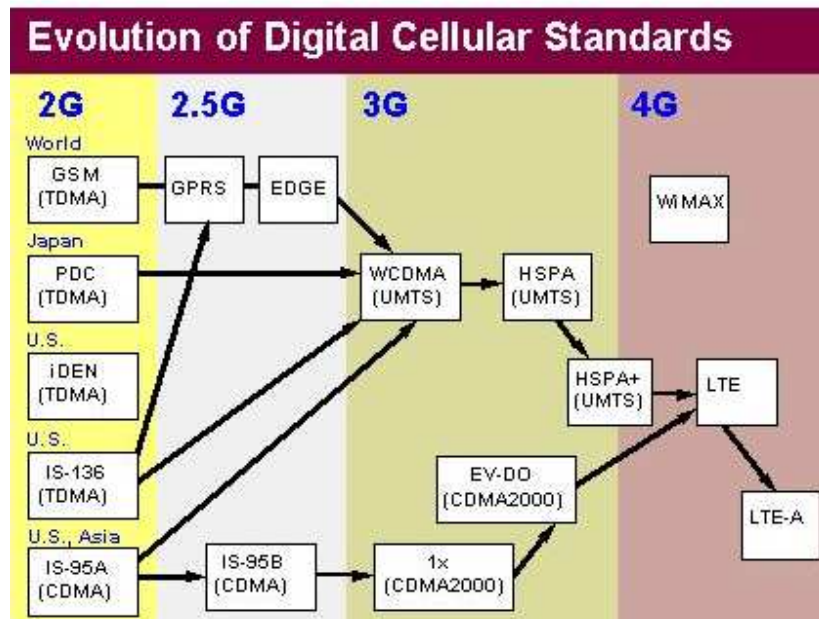 Evolution of Digital Cellular Standards
2G
2.5G
3G
4G
World
GSM
(TDMA)
GPRS
EDGE
WiMAX
Japan
PDC
(TDMA)
WCDMA
(UMTS)
HSPA
(UMTS)
U.S.
iDEN
(TDMA)
HSPA+
(UMTS)
LTE
U.S.
IS-136
(TDMA)
EV-DO
(CDMA2000)
LTE-A
U.S., Asia
IS-95A
(CDMA)
IS-95B
(CDMA)
1x
(CDMA2000)